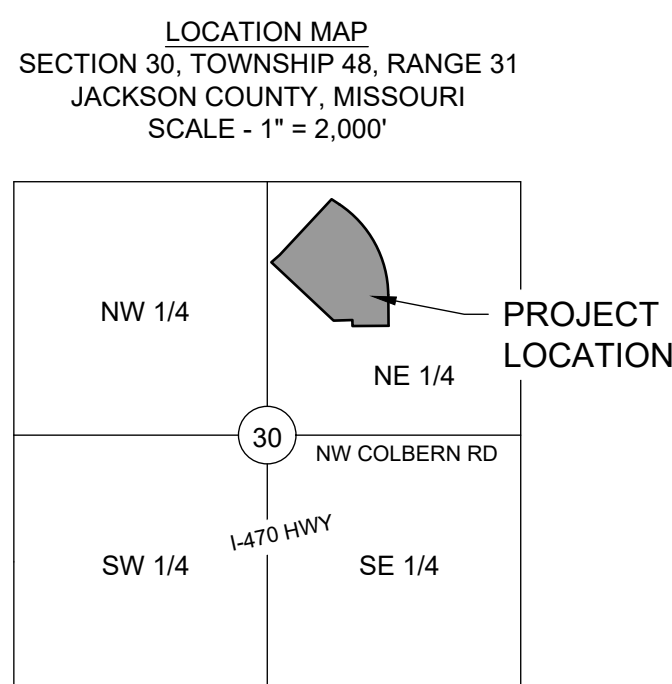 LOCATION MAP
SECTION 30, TOWNSHIP 48, RANGE 31
JACKSON COUNTY, MISSOURI
SCALE - 1" = 2,000'
NW 1/4
PROJECT
LOCATION
NE 1/4
30
NW COLBERN RD
I-470 HWY
SW 1/4
SE 1/4